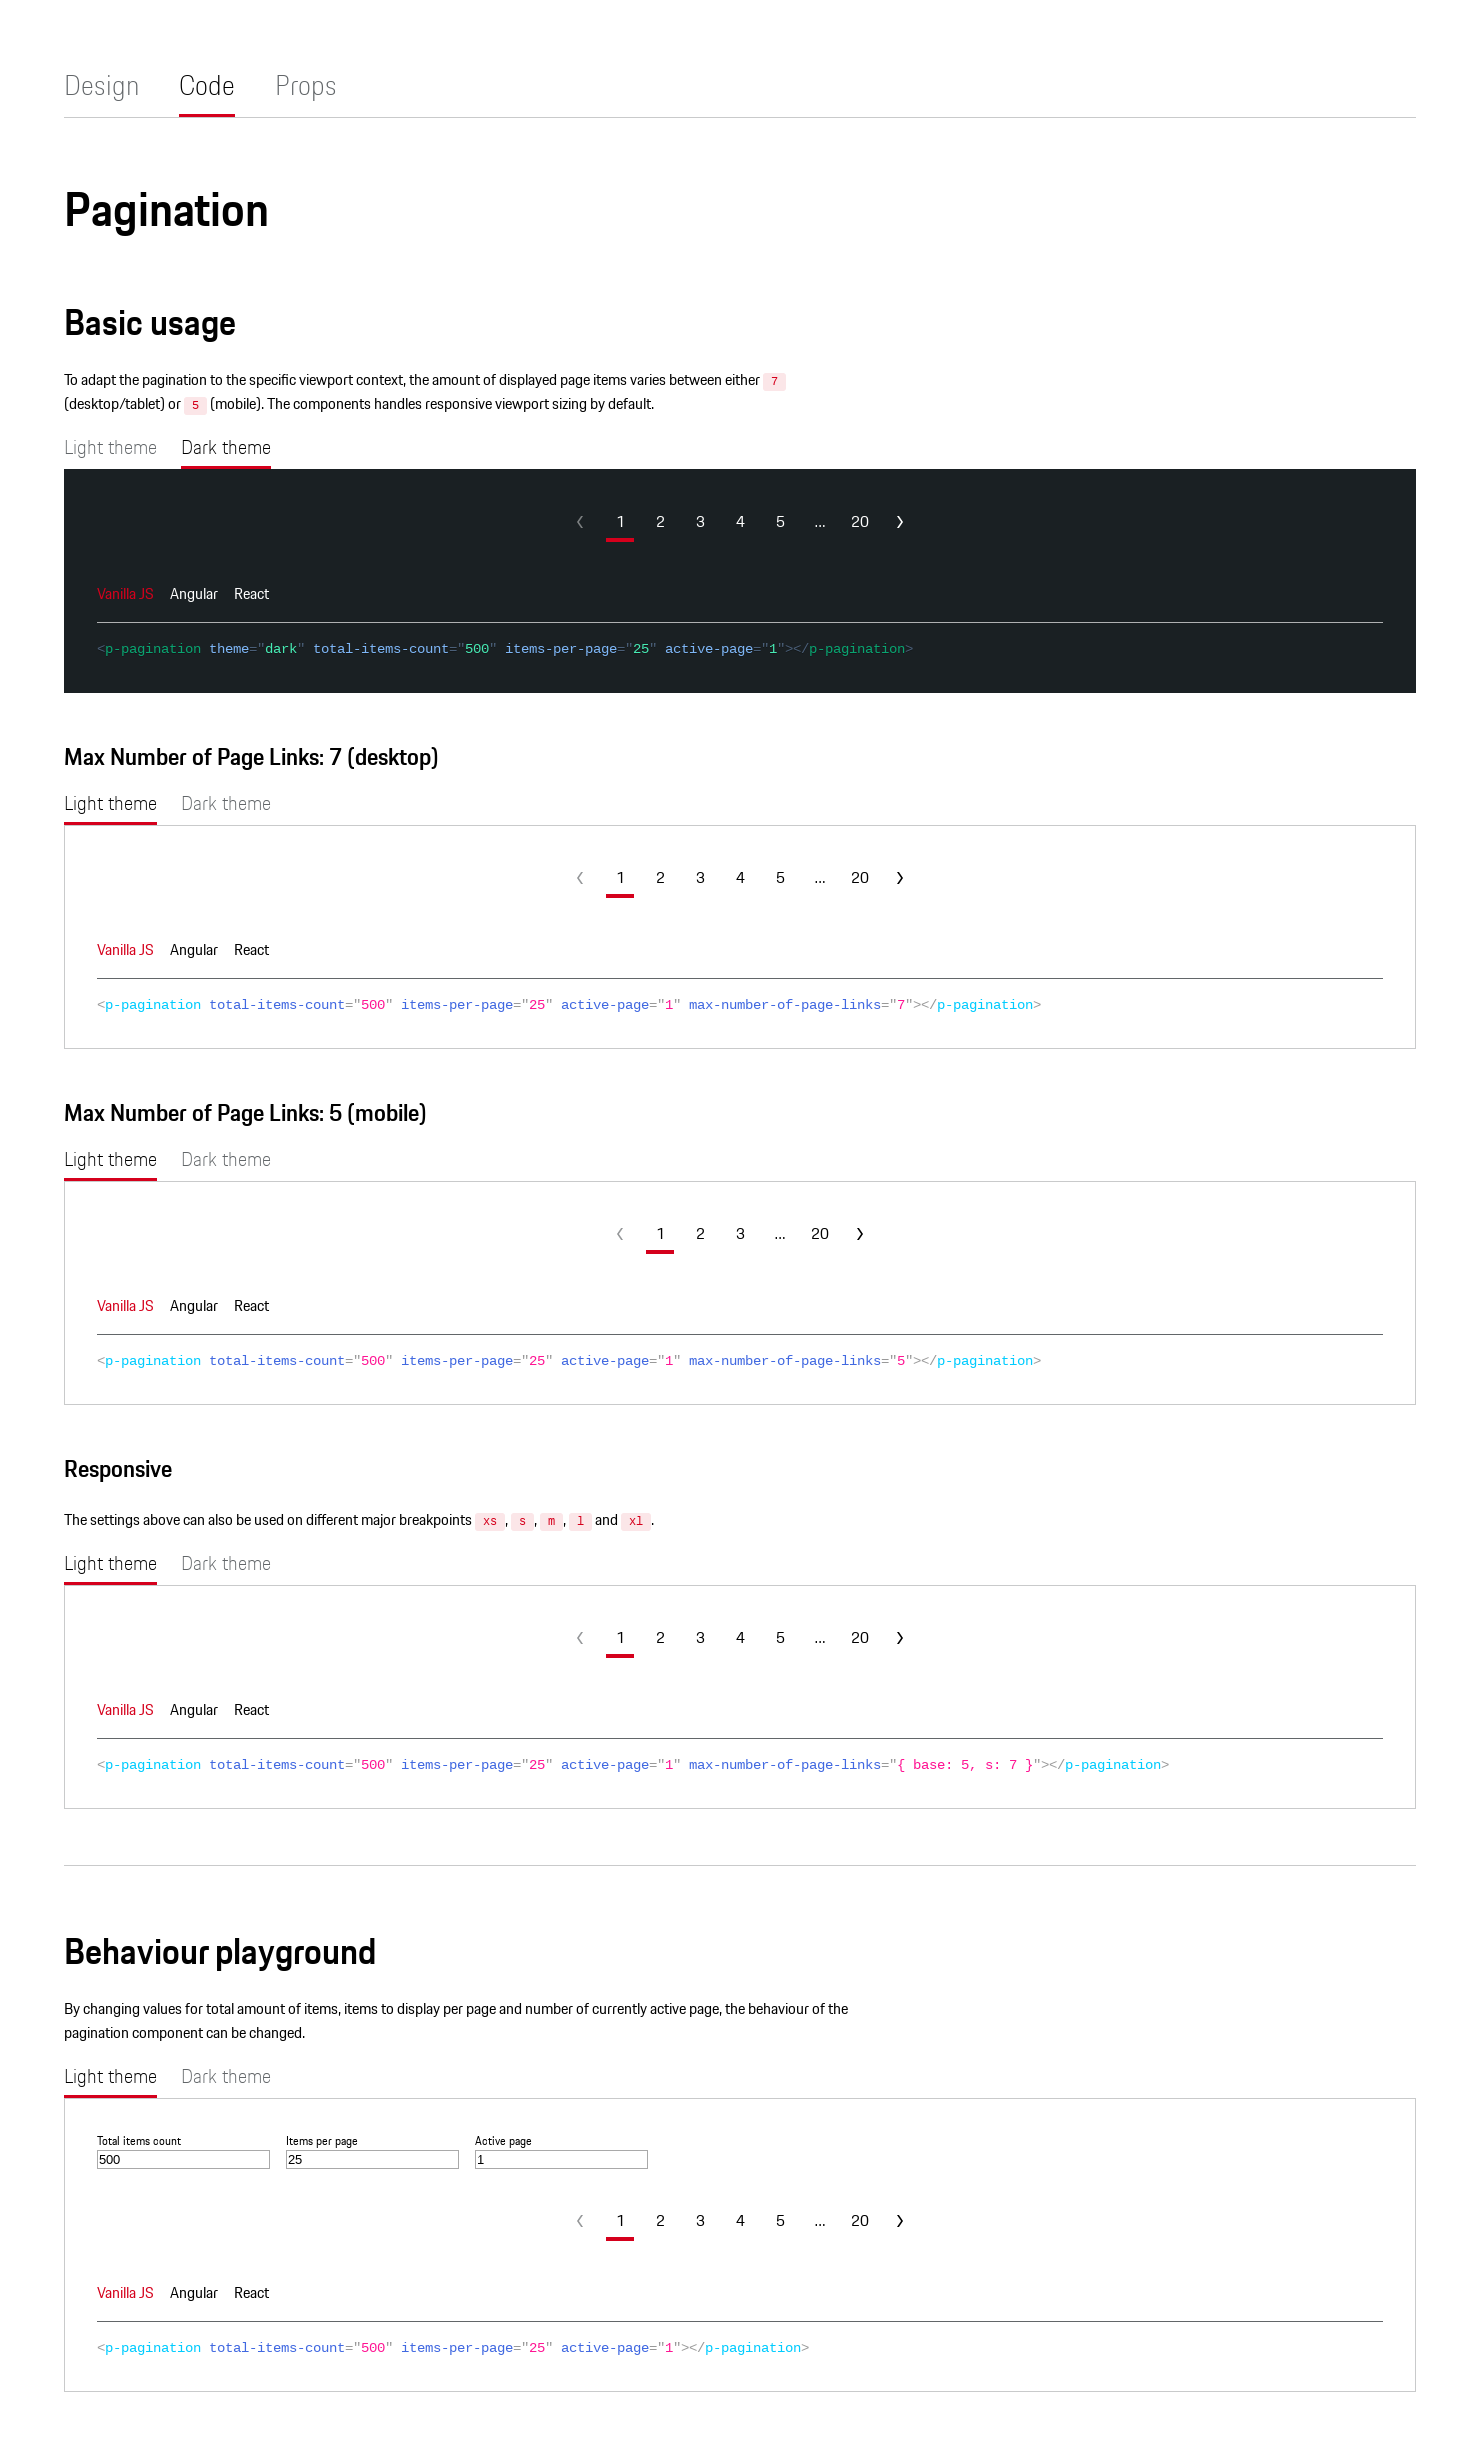 Design Code Props
Pagination
Basic usage
To adapt the pagination to the specific viewport context, the amount of displayed page items varies between either 7
(desktop/tablet) or 5 (mobile). The components handles responsive viewport sizing by default.
Light theme Dark theme
1 2 3 4 5 ... 20
Vanilla JS Angular React
<p-pagination theme="dark" total-items-count="500" items-per-page="25" active-page="1"></p-pagination>
Max Number of Page Links: 7 (desktop)
Light theme Dark theme
1 2 3 4 5 ... 20
Vanilla JS Angular React
<p-pagination total-items-count="500" items-per-page="25" active-page="1" max-number-of-page-links="7"></p-pagination>
Max Number of Page Links: 5 (mobile)
Light theme Dark theme
1 2 3 ... 20
Vanilla JS Angular React
<p-pagination total-items-count="500" items-per-page="25" active-page="1" max-number-of-page-links="5"></p-pagination>
Responsive
The settings above can also be used on different major breakpoints xs, s, m, l and xl.
Light theme Dark theme
1 2 3 4 5 ... 20
Vanilla JS Angular React
<p-pagination total-items-count="500" items-per-page="25" active-page="1" max-number-of-page-links="{ base: 5, s: 7 }"></p-pagination>
Behaviour playground
By changing values for total amount of items, items to display per page and number of currently active page, the behaviour of the
pagination component can be changed.
Light theme Dark theme
Total items count Items per page Active page
500 25 1
1 2 3 4 5 ... 20
Vanilla JS Angular React
<p-pagination total-items-count="500" items-per-page="25" active-page="1"></p-pagination>